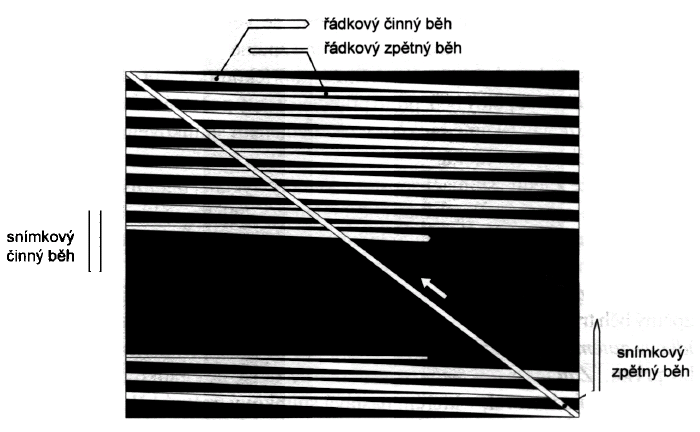 řádkový činný běh
řádkový zpětný běh
snímkový
činný běh
snímkový
zpětný běh